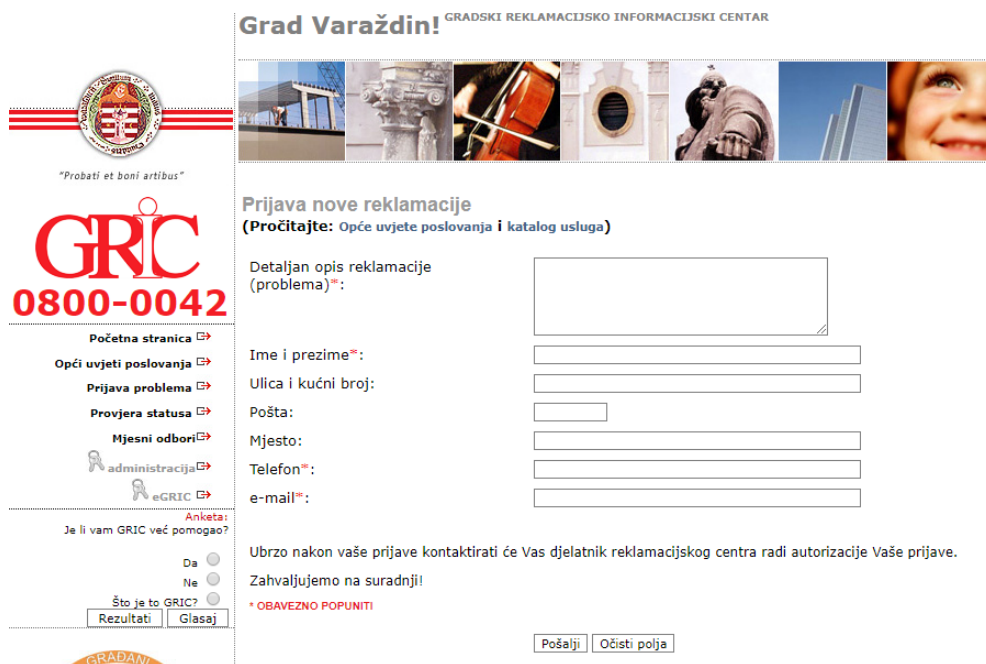 Grad Varaždin! GRADSKI REKLAMACIJSKO INFORMACIJSKI CENTAR
"Probati et boni artibus"
GRIC
0800-0042
Početna stranica
Opći uvjeti poslovanja
Prijava problema
Provjera statusa
Mjesni odbori
administracija
eGRIC
Anketa:
Je li vam GRIC već pomogao?
Da
Ne
Što je to GRIC?
Rezultati Glasaj
GRAĐANI
Prijava nove reklamacije
(Pročitajte: Opće uvjete poslovanja i katalog usluga)
Detaljan opis reklamacije
(problema)*:
Ime i prezime*:
Ulica i kućni broj:
Pošta:
Mjesto:
Telefon*:
e-mail*:
Ubrzo nakon vaše prijave kontaktirati će Vas djelatnik reklamacijskog centra radi autorizacije Vaše prijave.
Zahvaljujemo na suradnji!
* OBAVEZNO POPUNITI
Pošalji Očisti polja